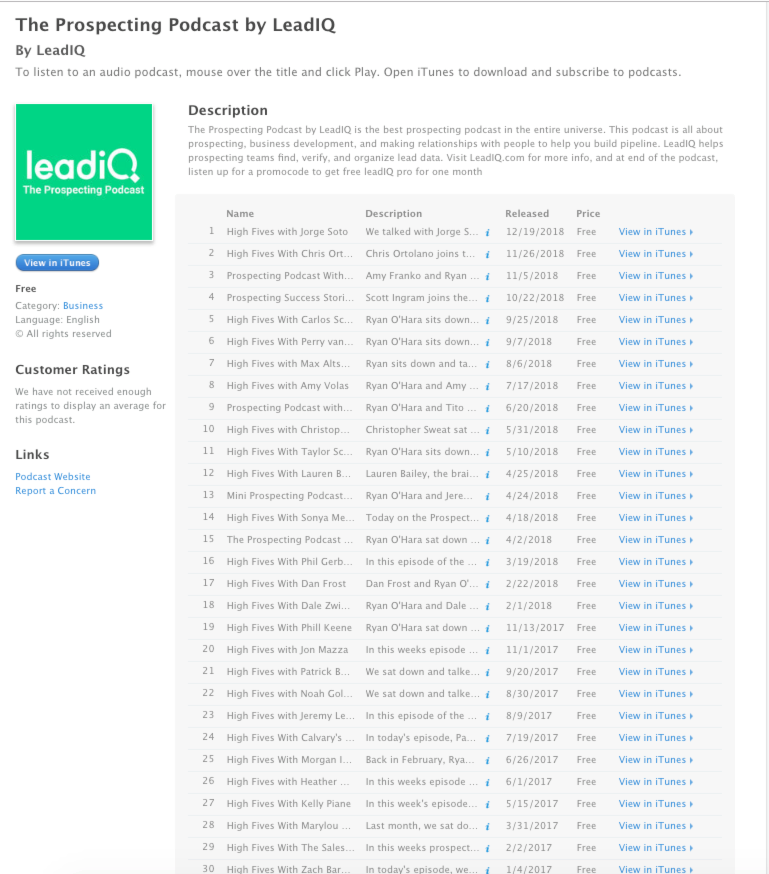 The Prospecting Podcast by LeadIQ
By LeadIQ
To listen to an audio podcast, mouse over the title and click Play. Open iTunes to download and subscribe to podcasts.
leadiQ
The Prospecting Podcast
View in iTunes
Free
Category: Business
Language: English
© All rights reserved
Customer Ratings
We have not received enough
ratings to display an average for
this podcast.
Links
Podcast Website
Report a Concern
Description
The Prospecting Podcast by LeadIQ is the best prospecting podcast in the entire universe. This podcast is all about
prospecting, business development, and making relationships with people to help you build pipeline. LeadIQ helps
prospecting teams find, verify, and organize lead data. Visit LeadIQ.com for more info, and at end of the podcast,
listen up for a promocode to get free leadIQ pro for one month
Name Description Released Price
1 High Fives with Jorge Soto We talked with Jorge S... i 12/19/2018 Free View in iTunes
2 High Fives With Chris Ort... Chris Ortolano joins t... i 11/26/2018 Free View in iTunes
3 Prospecting Podcast With... Amy Franko and Ryan ... i 11/5/2018 Free View in iTunes
4 Prospecting Success Stori... Scott Ingram joins the... i 10/22/2018 Free View in iTunes
5 High Fives With Carlos Sc... Ryan O'Hara sits down... i 9/25/2018 Free View in iTunes
6 High Fives With Perry van... Ryan O'Hara sits down... i 9/7/2018 Free View in iTunes
7 High Fives with Max Alts... Ryan sits down and ta... i 8/6/2018 Free View in iTunes
8 High Fives with Amy Volas Ryan O'Hara and Amy ... i 7/17/2018 Free View in iTunes
9 Prospecting Podcast with... Ryan O'Hara and Tito ... i 6/20/2018 Free View in iTunes
10 High Fives with Christop... Christopher Sweat sat ... i 5/31/2018 Free View in iTunes
11 High Fives With Taylor Sc... Ryan O'Hara sits down... i 5/10/2018 Free View in iTunes
12 High Fives With Lauren B... Lauren Bailey, the brai... i 4/25/2018 Free View in iTunes
13 Mini Prospecting Podcast... Ryan O'Hara and Jere... i 4/24/2018 Free View in iTunes
14 High Fives With Sonya Me... Today on the Prospect... i 4/18/2018 Free View in iTunes
15 The Prospecting Podcast ... Ryan O'Hara sat down ... i 4/2/2018 Free View in iTunes
16 High Fives With Phil Gerb... In this episode of the ... i 3/19/2018 Free View in iTunes
17 High Fives With Dan Frost Dan Frost and Ryan O'... i 2/22/2018 Free View in iTunes
18 High Fives With Dale Zwi... Ryan O'Hara and Dale ... i 2/1/2018 Free View in iTunes
19 High Fives With Phill Keene Ryan O'Hara sat down ... i 11/13/2017 Free View in iTunes
20 High Fives with Jon Mazza In this weeks episode ... i 11/1/2017 Free View in iTunes
21 High Fives with Patrick B... We sat down and talke... i 9/20/2017 Free View in iTunes
22 High Fives with Noah Gol... We sat down and talke... i 8/30/2017 Free View in iTunes
23 High Fives with Jeremy Le... In this episode of the ... i 8/9/2017 Free View in iTunes
24 High Fives With Calvary's ... In today's episode, Pa... i 7/19/2017 Free View in iTunes
25 High Fives With Morgan I... Back in February, Rya... i 6/26/2017 Free View in iTunes
26 High Fives with Heather ... In this weeks episode ... i 6/1/2017 Free View in iTunes
27 High Fives With Kelly Piane In this week's episode... i 5/15/2017 Free View in iTunes
28 High Fives With Marylou ... Last month, we sat do... i 3/31/2017 Free View in iTunes
29 High Fives With The Sales... In this weeks prospect... i 2/2/2017 Free View in iTunes
30 High Fives With Zach Bar... In today's episode, we... i 1/4/2017 Free View in iTunes